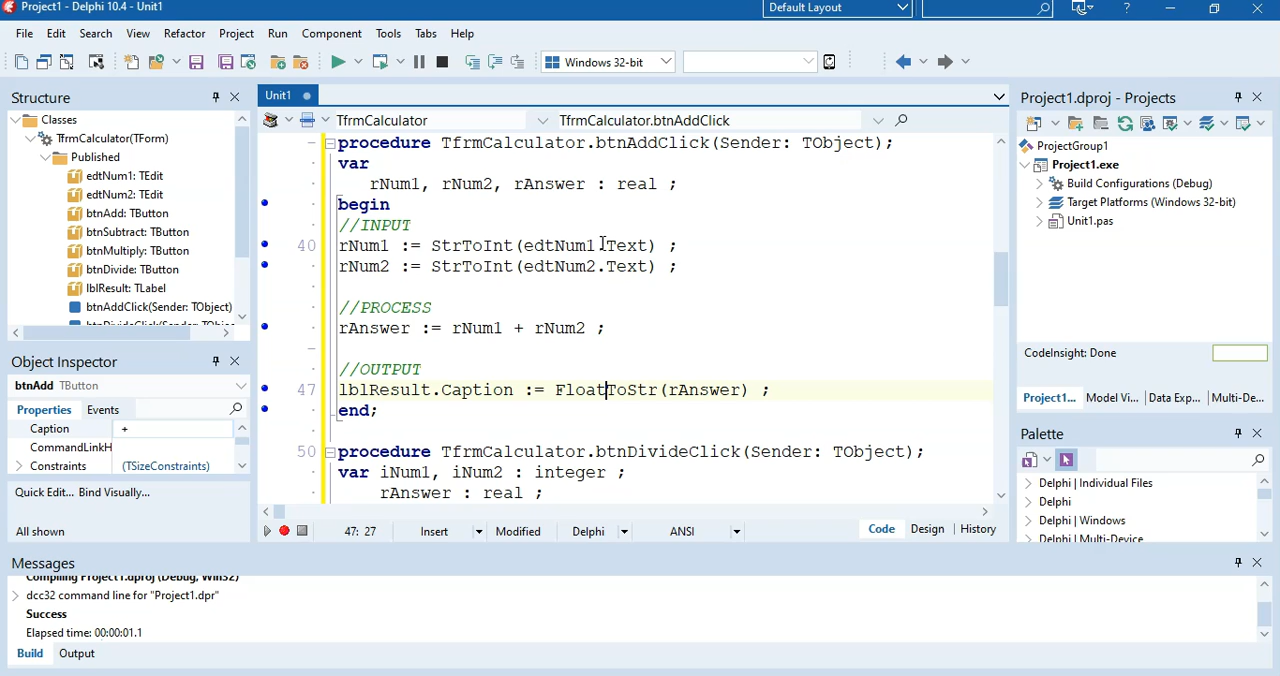 Project1 - Delphi 10.4 - Unit1
Default Layout
File Edit Search View Refactor Project Run Component Tools Tabs Help
Windows 32-bit
Structure
Classes
TfrmCalculator(TForm)
Published
edtNum1: TEdit
edtNum2: TEdit
btnAdd: TButton
btnSubtract: TButton
btnMultiply: TButton
btnDivide: TButton
lblResult: TLabel
btnAddClick(Sender: TObject)
btnDivideClick(Sender: TObje
Object Inspector
btnAdd TButton
Properties Events
Caption +
CommandLinkH
Constraints (TSizeConstraints)
Quick Edit... Bind Visually...
All shown
Unit1
TfrmCalculator TfrmCalculator.btnAddClick
procedure TfrmCalculator.btnAddClick(Sender: TObject);
var
rNum1, rNum2, rAnswer : real ;
begin
//INPUT
40 rNum1 := StrToInt(edtNum1.Text) ;
rNum2 := StrToInt(edtNum2.Text) ;
//PROCESS
rAnswer := rNum1 + rNum2 ;
//OUTPUT
47 lblResult.Caption := FloatToStr(rAnswer) ;
end;
50 procedure TfrmCalculator.btnDivideClick(Sender: TObject);
var iNum1, iNum2 : integer ;
rAnswer : real ;
47: 27 Insert Modified Delphi ANSI Code Design History
Project1.dproj - Projects
ProjectGroup1
Project1.exe
Build Configurations (Debug)
Target Platforms (Windows 32-bit)
Unit1.pas
CodeInsight: Done
Project1... Model Vi... Data Exp... Multi-De...
Palette
Delphi | Individual Files
Delphi
Delphi | Windows
Delphi | Multi-Device
Messages
Compiling Project1.dproj (Debug, Win32)
dcc32 command line for "Project1.dpr"
Success
Elapsed time: 00:00:01.1
Build Output